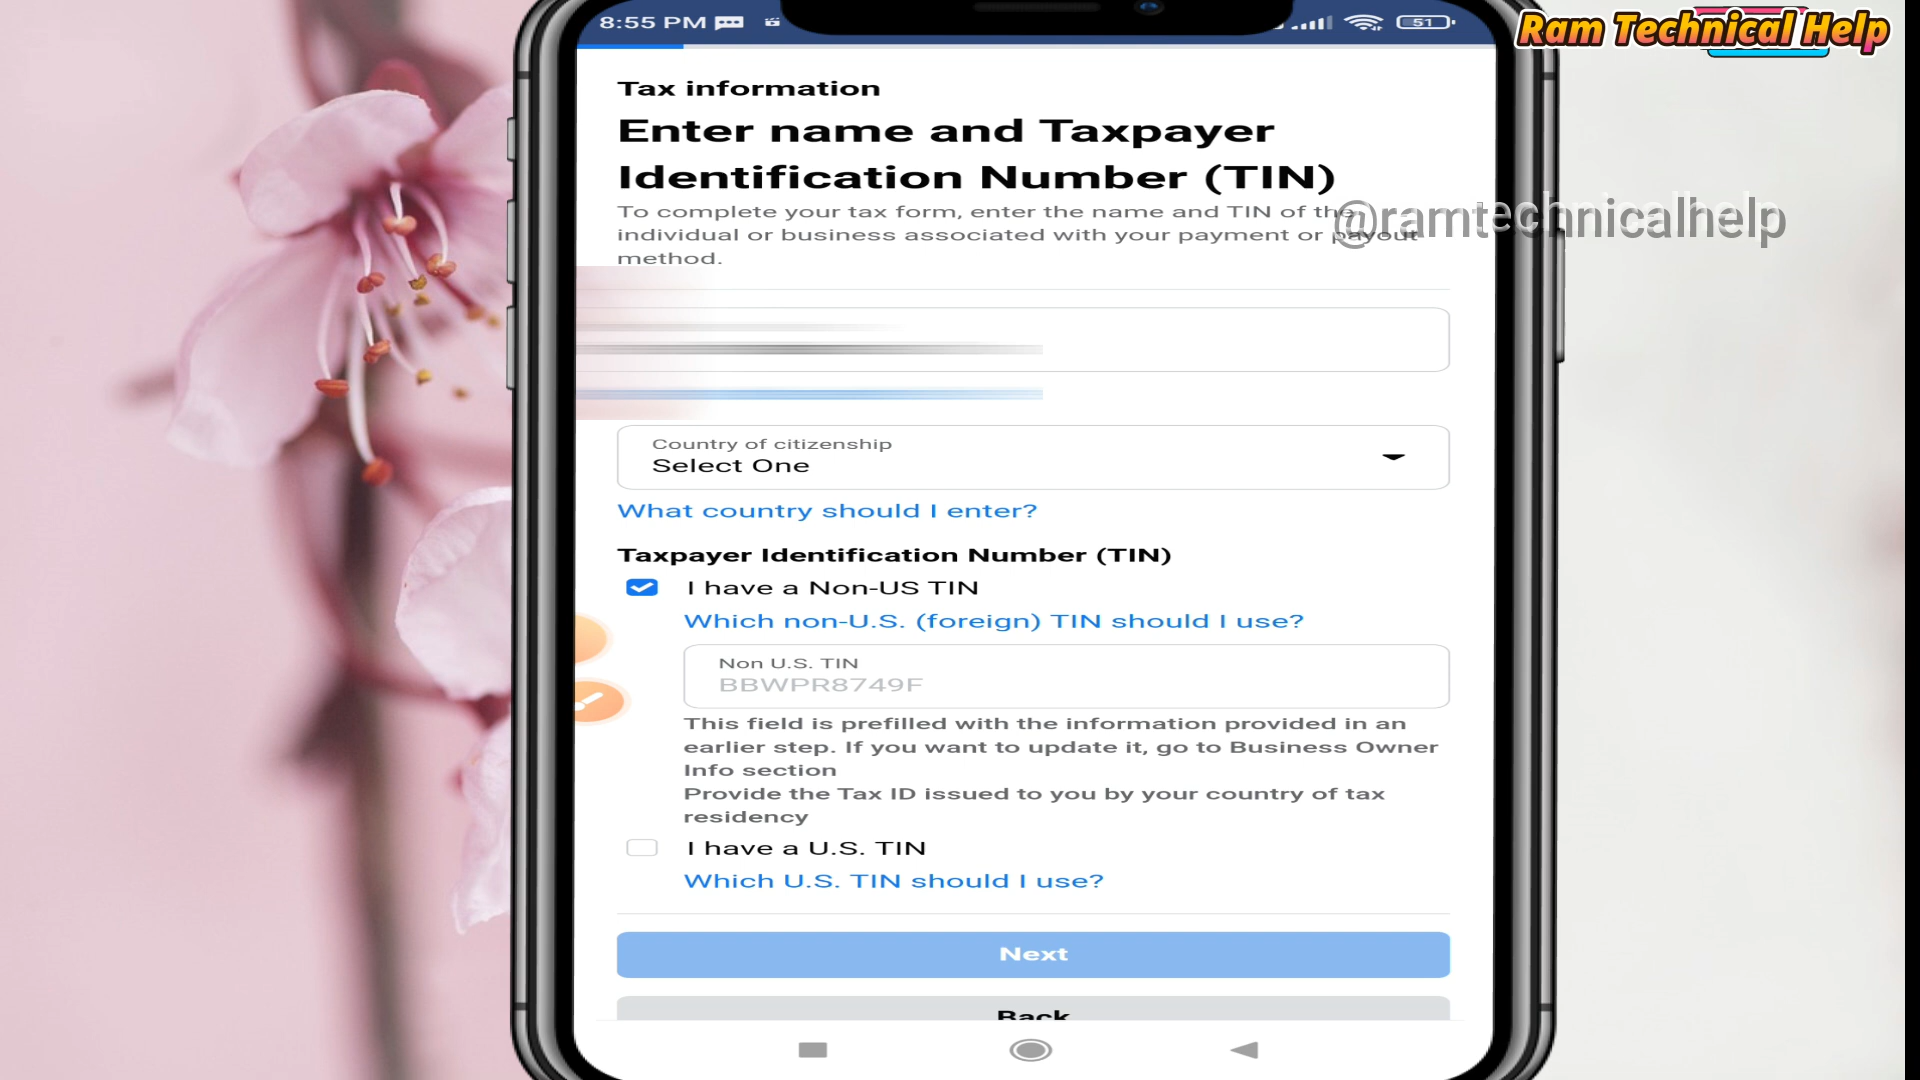 8:55 PM
51
Ram Technical Help
Tax information
Enter name and Taxpayer
Identification Number (TIN)
To complete your tax form, enter the name and TIN of the
individual or business associated with your payment or payout
method.
@ramtechnicalhelp
Country of citizenship
Select One
What country should I enter?
Taxpayer Identification Number (TIN)
I have a Non-US TIN
Which non-U.S. (foreign) TIN should I use?
Non U.S. TIN
BBWPR8749F
This field is prefilled with the information provided in an
earlier step. If you want to update it, go to Business Owner
Info section
Provide the Tax ID issued to you by your country of tax
residency
I have a U.S. TIN
Which U.S. TIN should I use?
Next
Back